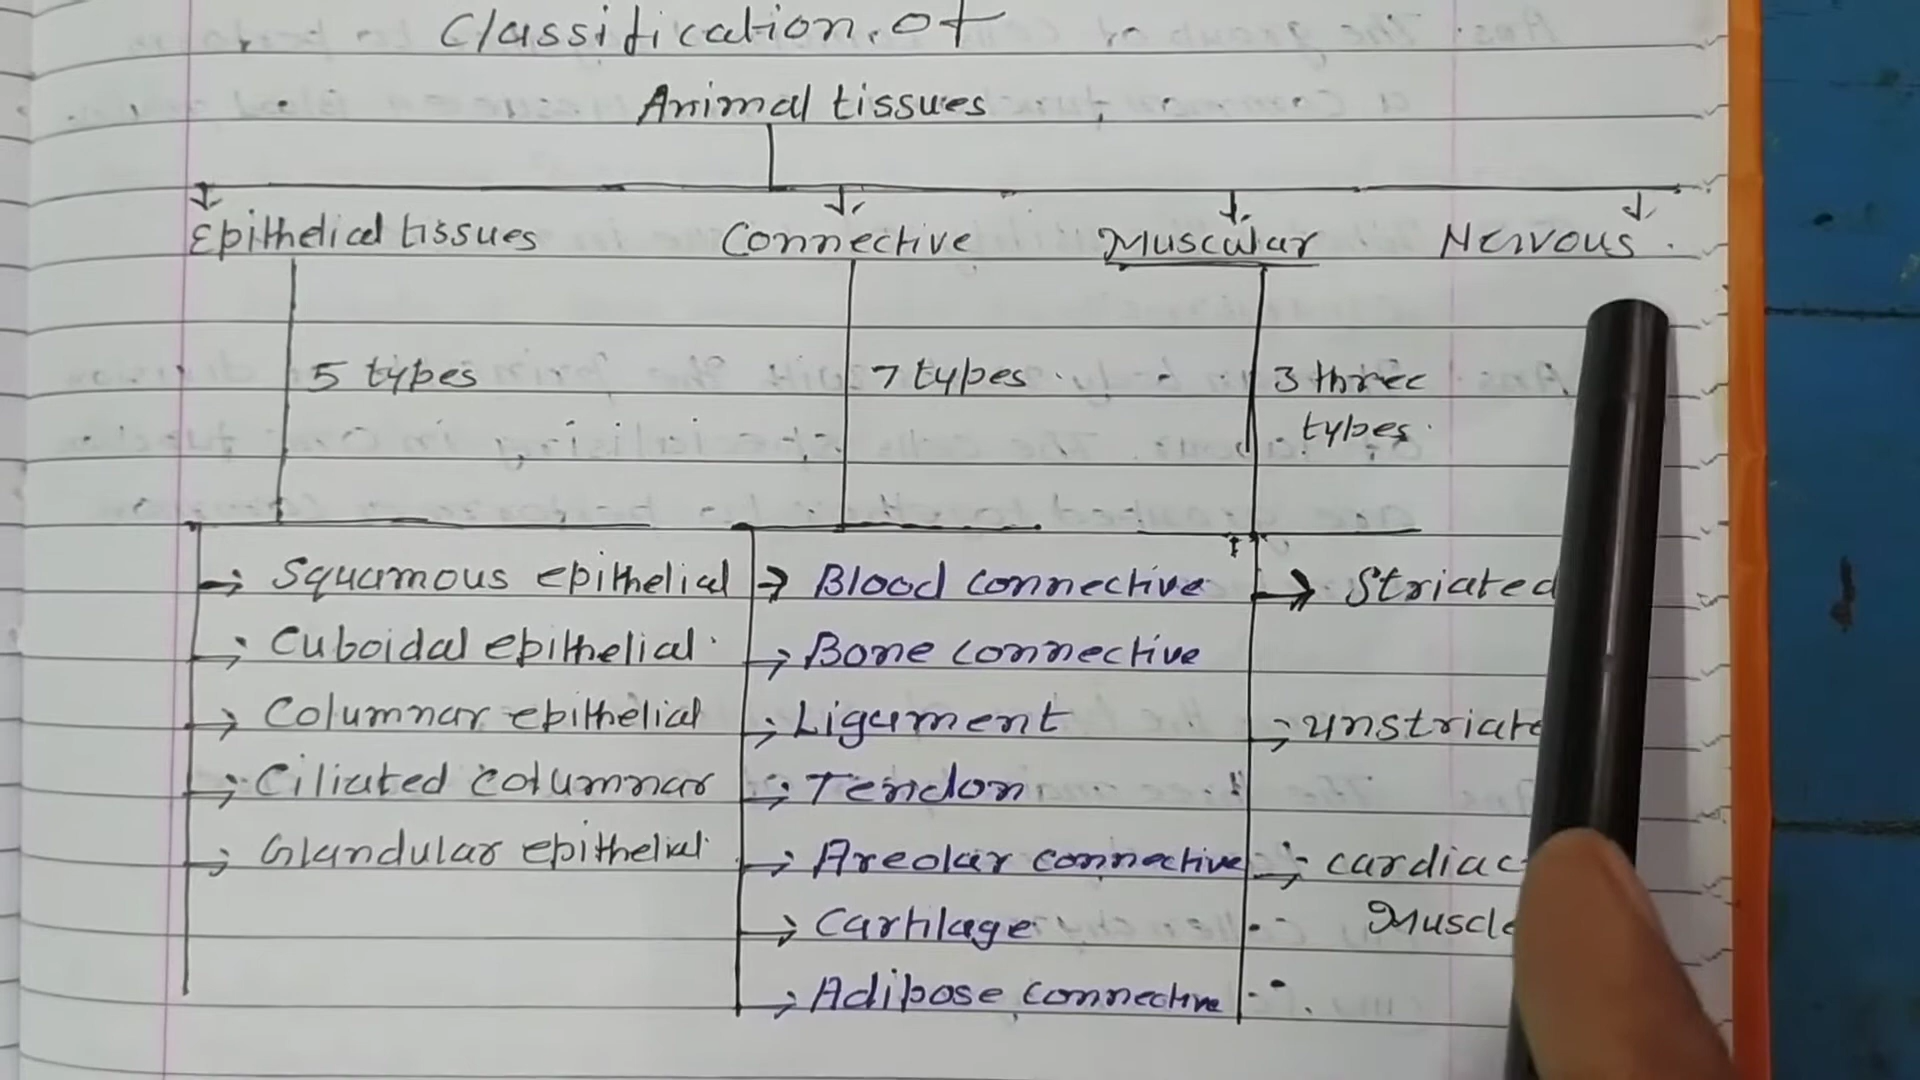 Classification of
Animal tissues
Epithelial tissues Connective Muscular Nervous
5 types 7 types 3 three
types
Squamous epithelial Blood connective Striated
Cuboidal epithelial Bone connective
Columnar epithelial Ligament unstriate
Ciliated columnar Tendon
Glandular epithelial Areolar connective cardiac
Cartilage Muscle
Adibose connective